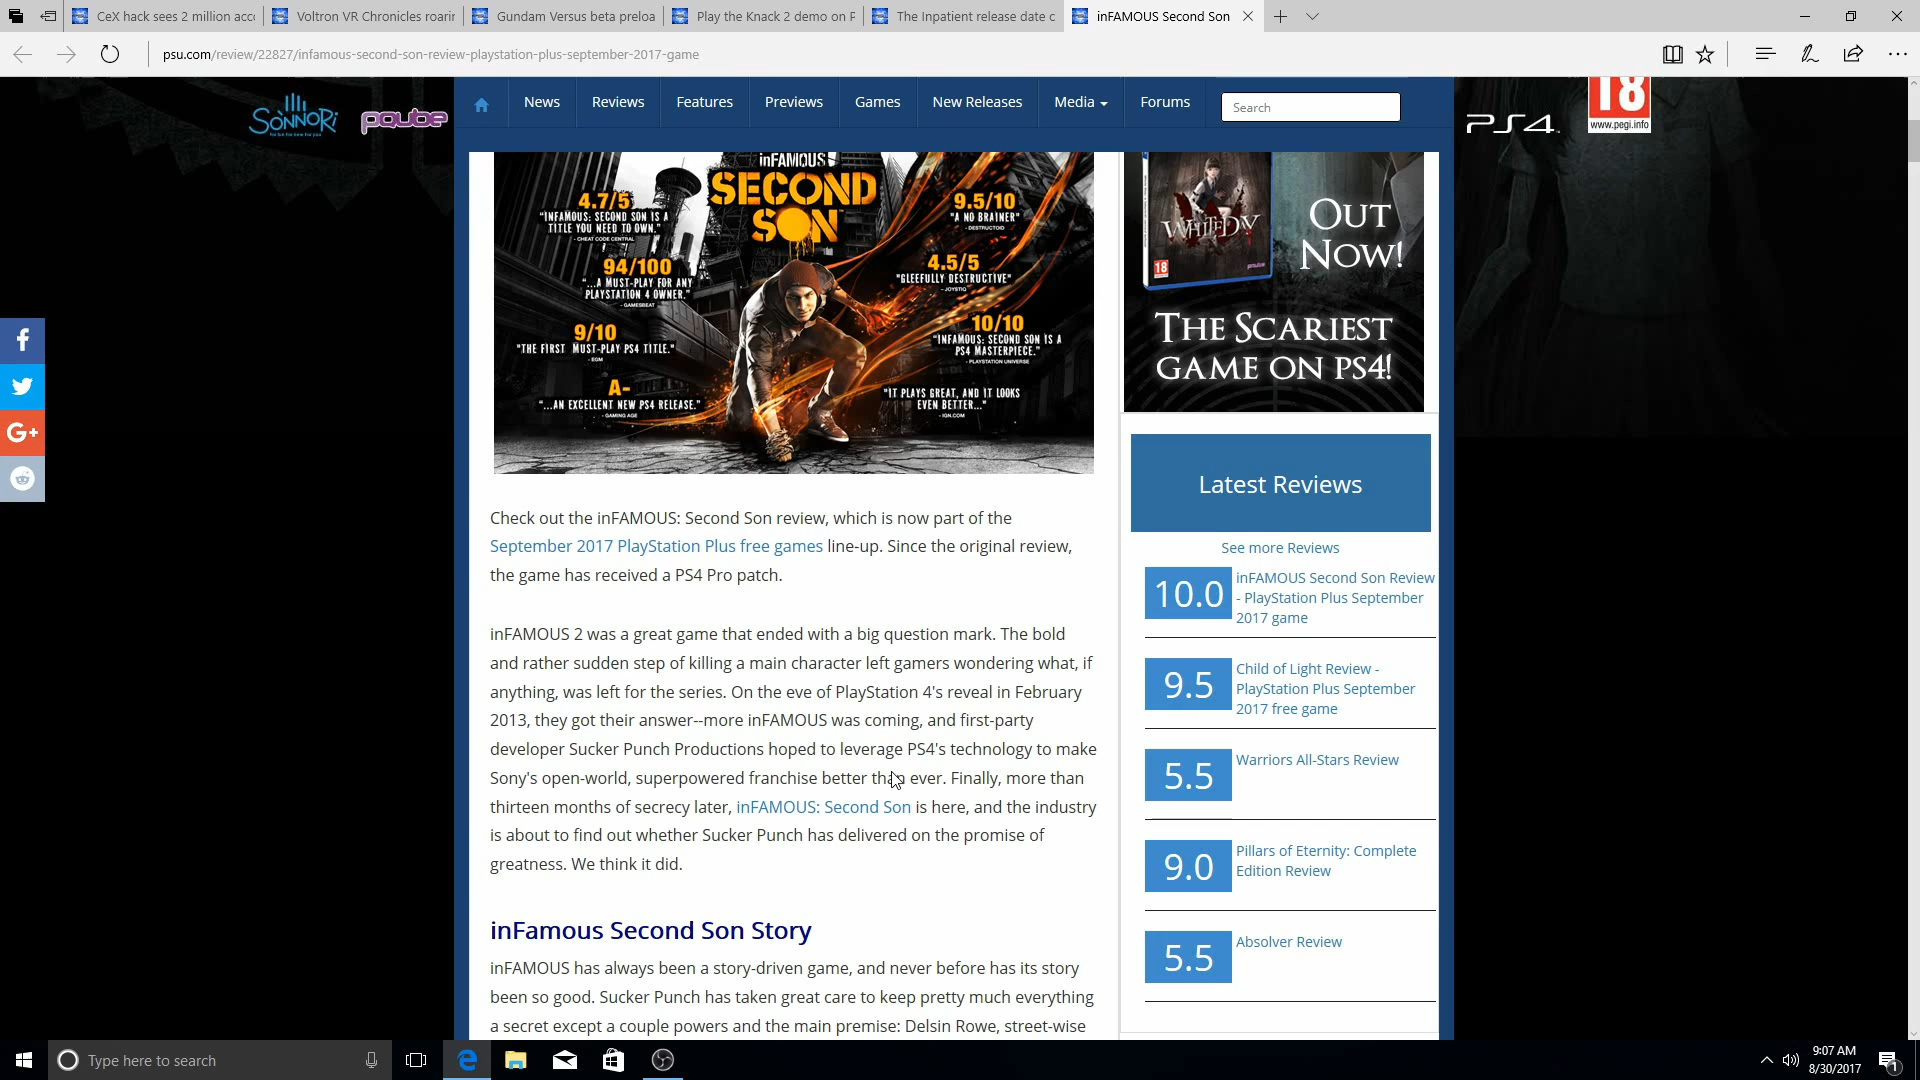 CeX hack sees 2 million acc
Voltron VR Chronicles roarin
Gundam Versus beta preloa
Play the Knack 2 demo on P
The Inpatient release date c
inFAMOUS Second Son
psu.com/review/22827/infamous-second-son-review-playstation-plus-september-2017-game
SONNORI
PQUBE
News
Reviews
Features
Previews
Games
New Releases
Media
Forums
Search
PS4
18
www.pegi.info
inFAMOUS
SECOND
SON
4.7/5
"INFAMOUS: SECOND SON IS A
TITLE YOU NEED TO OWN."
- CHEAT CODE CENTRAL
94/100
"...A MUST-PLAY FOR ANY
PLAYSTATION 4 OWNER."
- GAMESBEAT
9/10
"THE FIRST MUST-PLAY PS4 TITLE."
- EGM
A-
"...AN EXCELLENT NEW PS4 RELEASE."
- GAMING AGE
9.5/10
"A NO BRAINER"
- DESTRUCTOID
4.5/5
"GLEEFULLY DESTRUCTIVE"
- JOYSTIQ
10/10
"INFAMOUS: SECOND SON IS A
PS4 MASTERPIECE."
- PLAYSTATION UNIVERSE
"IT PLAYS GREAT, AND IT LOOKS
EVEN BETTER..."
- IGN.COM
WHITEDAY
18
OUT
NOW!
THE SCARIEST
GAME ON PS4!
Check out the inFAMOUS: Second Son review, which is now part of the
September 2017 PlayStation Plus free games line-up. Since the original review,
the game has received a PS4 Pro patch.
inFAMOUS 2 was a great game that ended with a big question mark. The bold
and rather sudden step of killing a main character left gamers wondering what, if
anything, was left for the series. On the eve of PlayStation 4's reveal in February
2013, they got their answer--more inFAMOUS was coming, and first-party
developer Sucker Punch Productions hoped to leverage PS4's technology to make
Sony's open-world, superpowered franchise better than ever. Finally, more than
thirteen months of secrecy later, inFAMOUS: Second Son is here, and the industry
is about to find out whether Sucker Punch has delivered on the promise of
greatness. We think it did.
inFamous Second Son Story
inFAMOUS has always been a story-driven game, and never before has its story
been so good. Sucker Punch has taken great care to keep pretty much everything
a secret except a couple powers and the main premise: Delsin Rowe, street-wise
Latest Reviews
See more Reviews
10.0
inFAMOUS Second Son Review
- PlayStation Plus September
2017 game
9.5
Child of Light Review -
PlayStation Plus September
2017 free game
5.5
Warriors All-Stars Review
9.0
Pillars of Eternity: Complete
Edition Review
5.5
Absolver Review
Type here to search
9:07 AM
8/30/2017
1